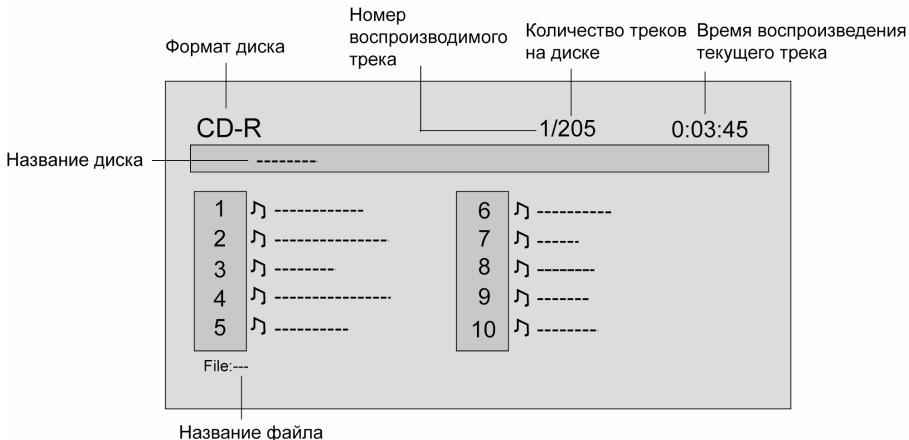 Номер
воспроизводимого
трека
Формат диска
Количество треков
на диске
Время воспроизведения
текущего трека
CD-R
1/205
0:03:45
Название диска
---------
1 ------------
2 ----------------
3 ---------
4 ----------------
5 ----------
6 ----------
7 ------
8 --------
9 -------
10 --------
File:---
Название файла